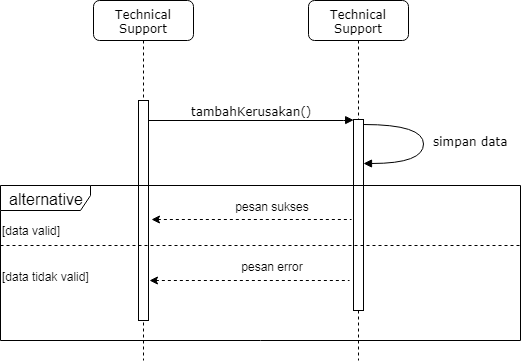 Technical
Support
Technical
Support
tambahKerusakan()
simpan data
alternative
pesan sukses
[data valid]
pesan error
[data tidak valid]